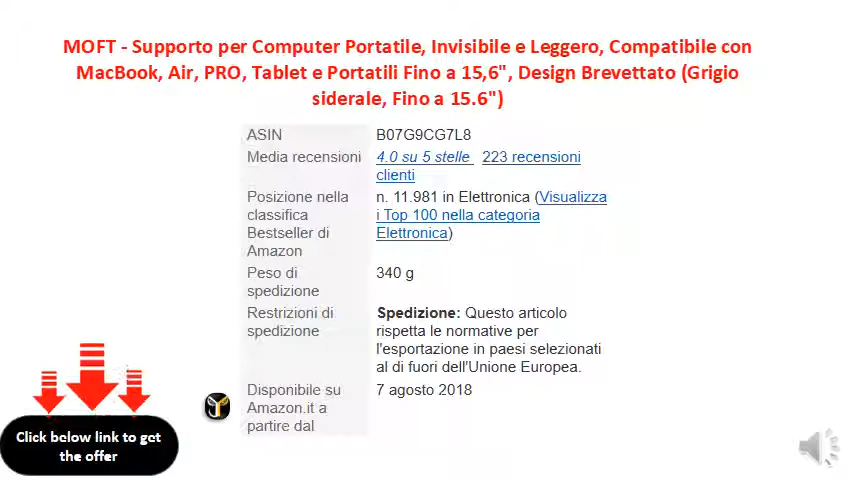 MOFT - Supporto per Computer Portatile, Invisibile e Leggero, Compatibile con
MacBook, Air, PRO, Tablet e Portatili Fino a 15,6", Design Brevettato (Grigio
siderale, Fino a 15.6")
ASIN B07G9CG7L8
Media recensioni 4.0 su 5 stelle 223 recensioni
clienti
Posizione nella n. 11.981 in Elettronica (Visualizza
classifica i Top 100 nella categoria
Bestseller di Elettronica)
Amazon
Peso di 340 g
spedizione
Restrizioni di Spedizione: Questo articolo
spedizione rispetta le normative per
l'esportazione in paesi selezionati
al di fuori dell'Unione Europea.
Disponibile su 7 agosto 2018
Amazon.it a
partire dal
Click below link to get
the offer